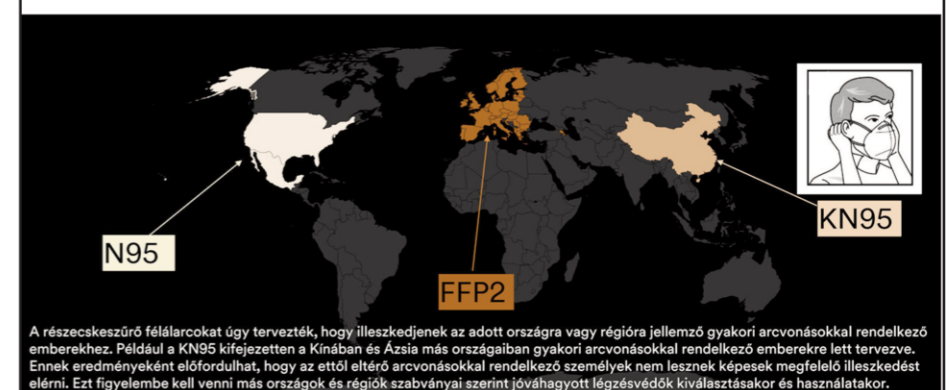 N95
FFP2
KN95
A részecskeszűrő félálarcokat úgy tervezték, hogy illeszkedjenek az adott országra vagy régióra jellemző gyakori arcvonásokkal rendelkező
emberekhez. Például a KN95 kifejezetten a Kínában és Ázsia más országaiban gyakori arcvonásokkal rendelkező emberekre lett tervezve.
Ennek eredményeként előfordulhat, hogy az ettől eltérő arcvonásokkal rendelkező személyek nem lesznek képesek megfelelő illeszkedést
elérni. Ezt figyelembe kell venni más országok és régiók szabványai szerint jóváhagyott légzésvédők kiválasztásakor és használatakor.